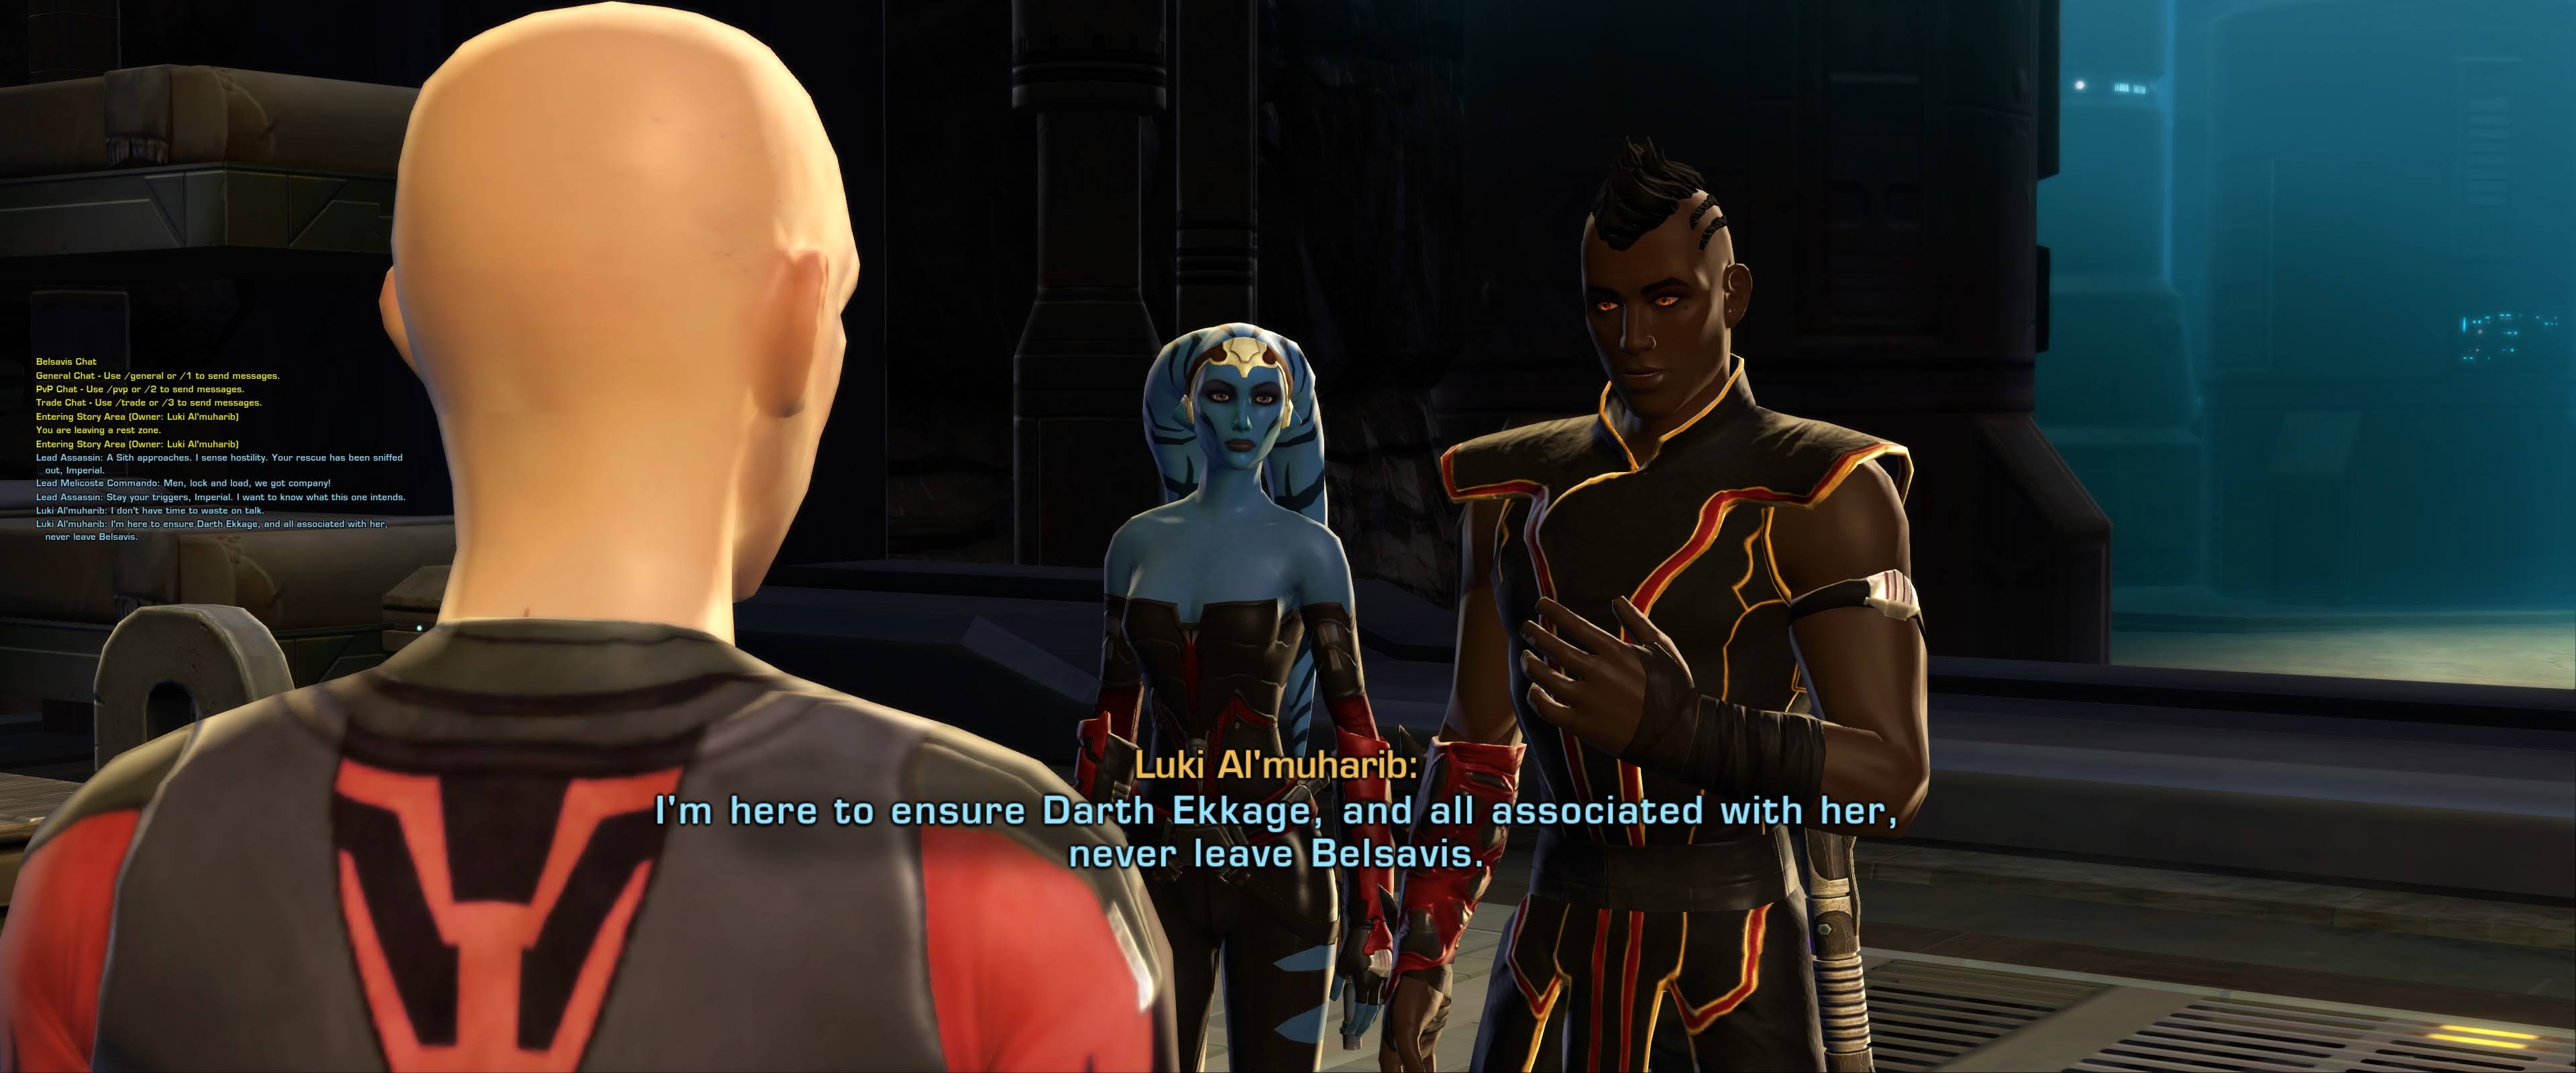 Belsavis Chat
General Chat - Use /general or /1 to send messages.
PvP Chat - Use /pvp or /2 to send messages.
Trade Chat - Use /trade or /3 to send messages.
Entering Story Area (Owner: Luki Al'muharib)
You are leaving a rest zone.
Entering Story Area (Owner: Luki Al'muharib)
Lead Assassin: A Sith approaches. I sense hostility. Your rescue has been sniffed
out, Imperial.
Lead Melicoste Commando: Men, lock and load, we got company!
Lead Assassin: Stay your triggers, Imperial. I want to know what this one intends.
Luki Al'muharib: I don't have time to waste on talk.
Luki Al'muharib: I'm here to ensure Darth Ekkage, and all associated with her,
never leave Belsavis.
Luki Al'muharib:
I'm here to ensure Darth Ekkage, and all associated with her,
never leave Belsavis.